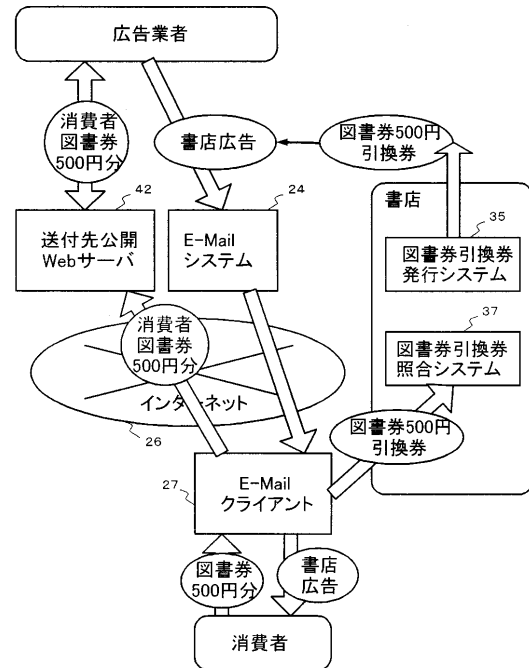 広告業者
消費者
図書券
500円分
書店広告
図書券500円
引換券
42
24
書店
35
送付先公開
Webサーバ
E-Mail
システム
図書券引換券
発行システム
37
消費者
図書券
500円分
図書券引換券
照合システム
インターネット
26
図書券500円
引換券
27
E-Mail
クライアント
図書券
500円分
書店
広告
消費者